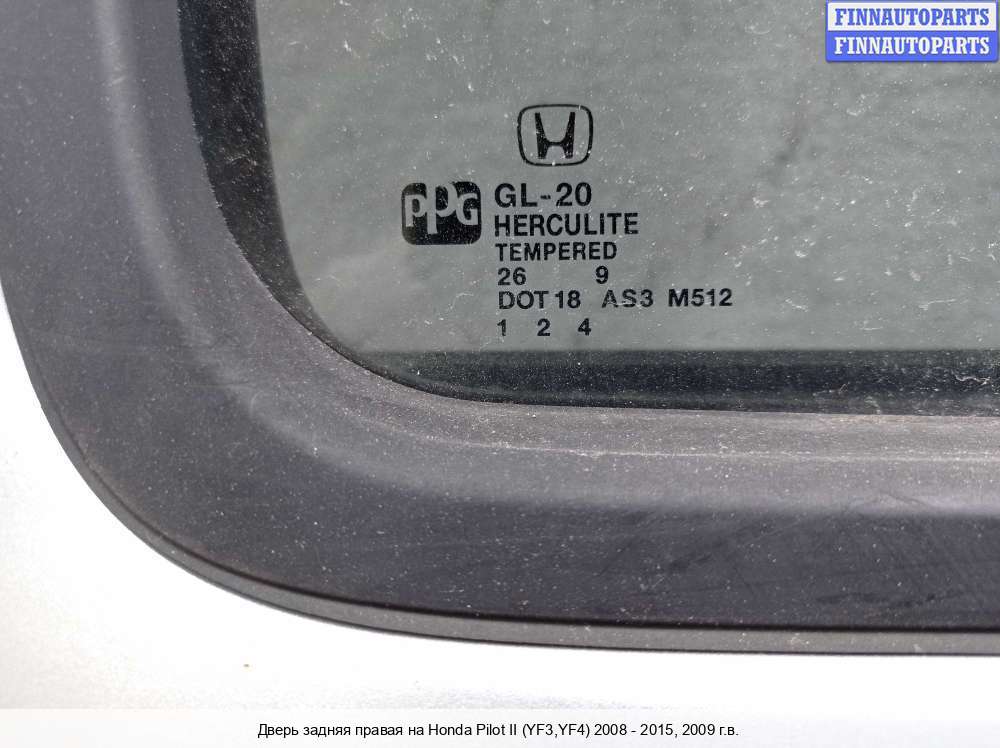 FINNAUTOPARTS
FINNAUTOPARTS
PPG
GL-20
HERCULITE
TEMPERED
26 9
DOT 18 AS3 M512
1 2 4
Дверь задняя правая на Honda Pilot II (YF3,YF4) 2008 - 2015, 2009 г.в.